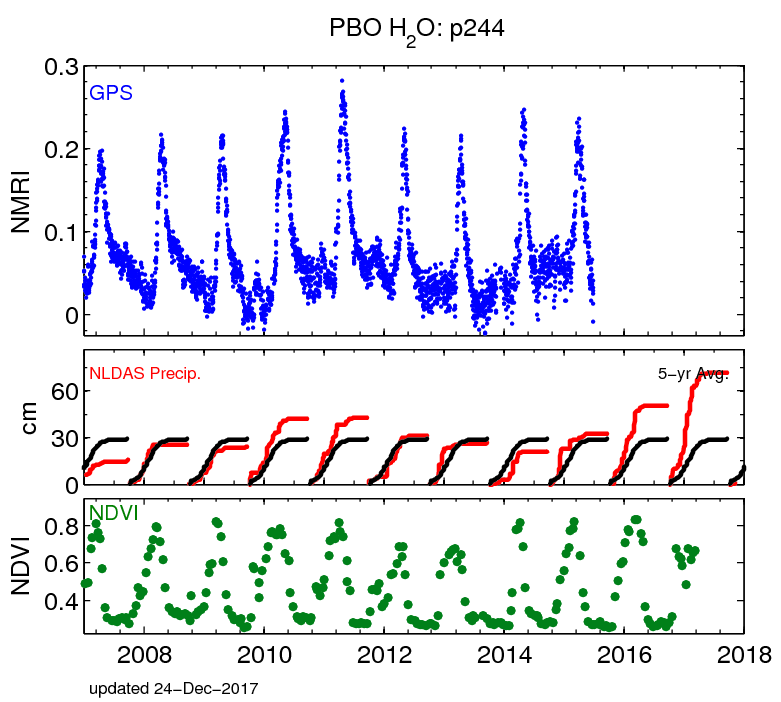 PBO H2O: p244
0.3
GPS
0.2
NMRI
0.1
0
NLDAS Precip.
5-yr Avg.
60
cm
30
0
NDVI
0.8
NDVI
0.6
0.4
2008 2010 2012 2014 2016 2018
updated 24-Dec-2017